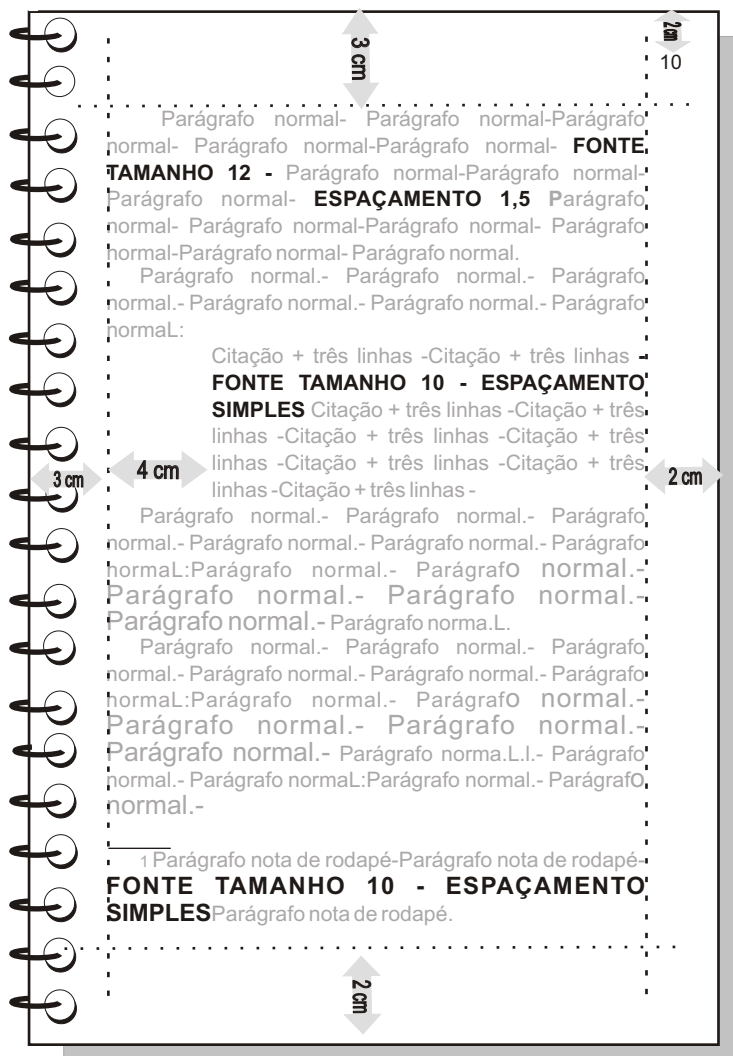 2 cm
3 cm
10
Parágrafo normal- Parágrafo normal-Parágrafo
normal- Parágrafo normal-Parágrafo normal- FONTE
TAMANHO 12 - Parágrafo normal-Parágrafo normal-
Parágrafo normal- ESPAÇAMENTO 1,5 Parágrafo
normal- Parágrafo normal-Parágrafo normal- Parágrafo
normal-Parágrafo normal- Parágrafo normal.
Parágrafo normal.- Parágrafo normal.- Parágrafo
normal.- Parágrafo normal.- Parágrafo normal.- Parágrafo
normaL:
Citação + três linhas -Citação + três linhas -
FONTE TAMANHO 10 - ESPAÇAMENTO
SIMPLES Citação + três linhas -Citação + três
linhas -Citação + três linhas -Citação + três
linhas -Citação + três linhas -Citação + três
linhas -Citação + três linhas -
3 cm
4 cm
2 cm
Parágrafo normal.- Parágrafo normal.- Parágrafo
normal.- Parágrafo normal.- Parágrafo normal.- Parágrafo
normaL:Parágrafo normal.- Parágrafo normal.-
Parágrafo normal.- Parágrafo normal.-
Parágrafo normal.- Parágrafo norma.L.
Parágrafo normal.- Parágrafo normal.- Parágrafo
normal.- Parágrafo normal.- Parágrafo normal.- Parágrafo
normaL:Parágrafo normal.- Parágrafo normal.-
Parágrafo normal.- Parágrafo normal.-
Parágrafo normal.- Parágrafo norma.L.l.- Parágrafo
normal.- Parágrafo normaL:Parágrafo normal.- Parágrafo
normal.-
1 Parágrafo nota de rodapé-Parágrafo nota de rodapé-
FONTE TAMANHO 10 - ESPAÇAMENTO
SIMPLESParágrafo nota de rodapé.
2 cm